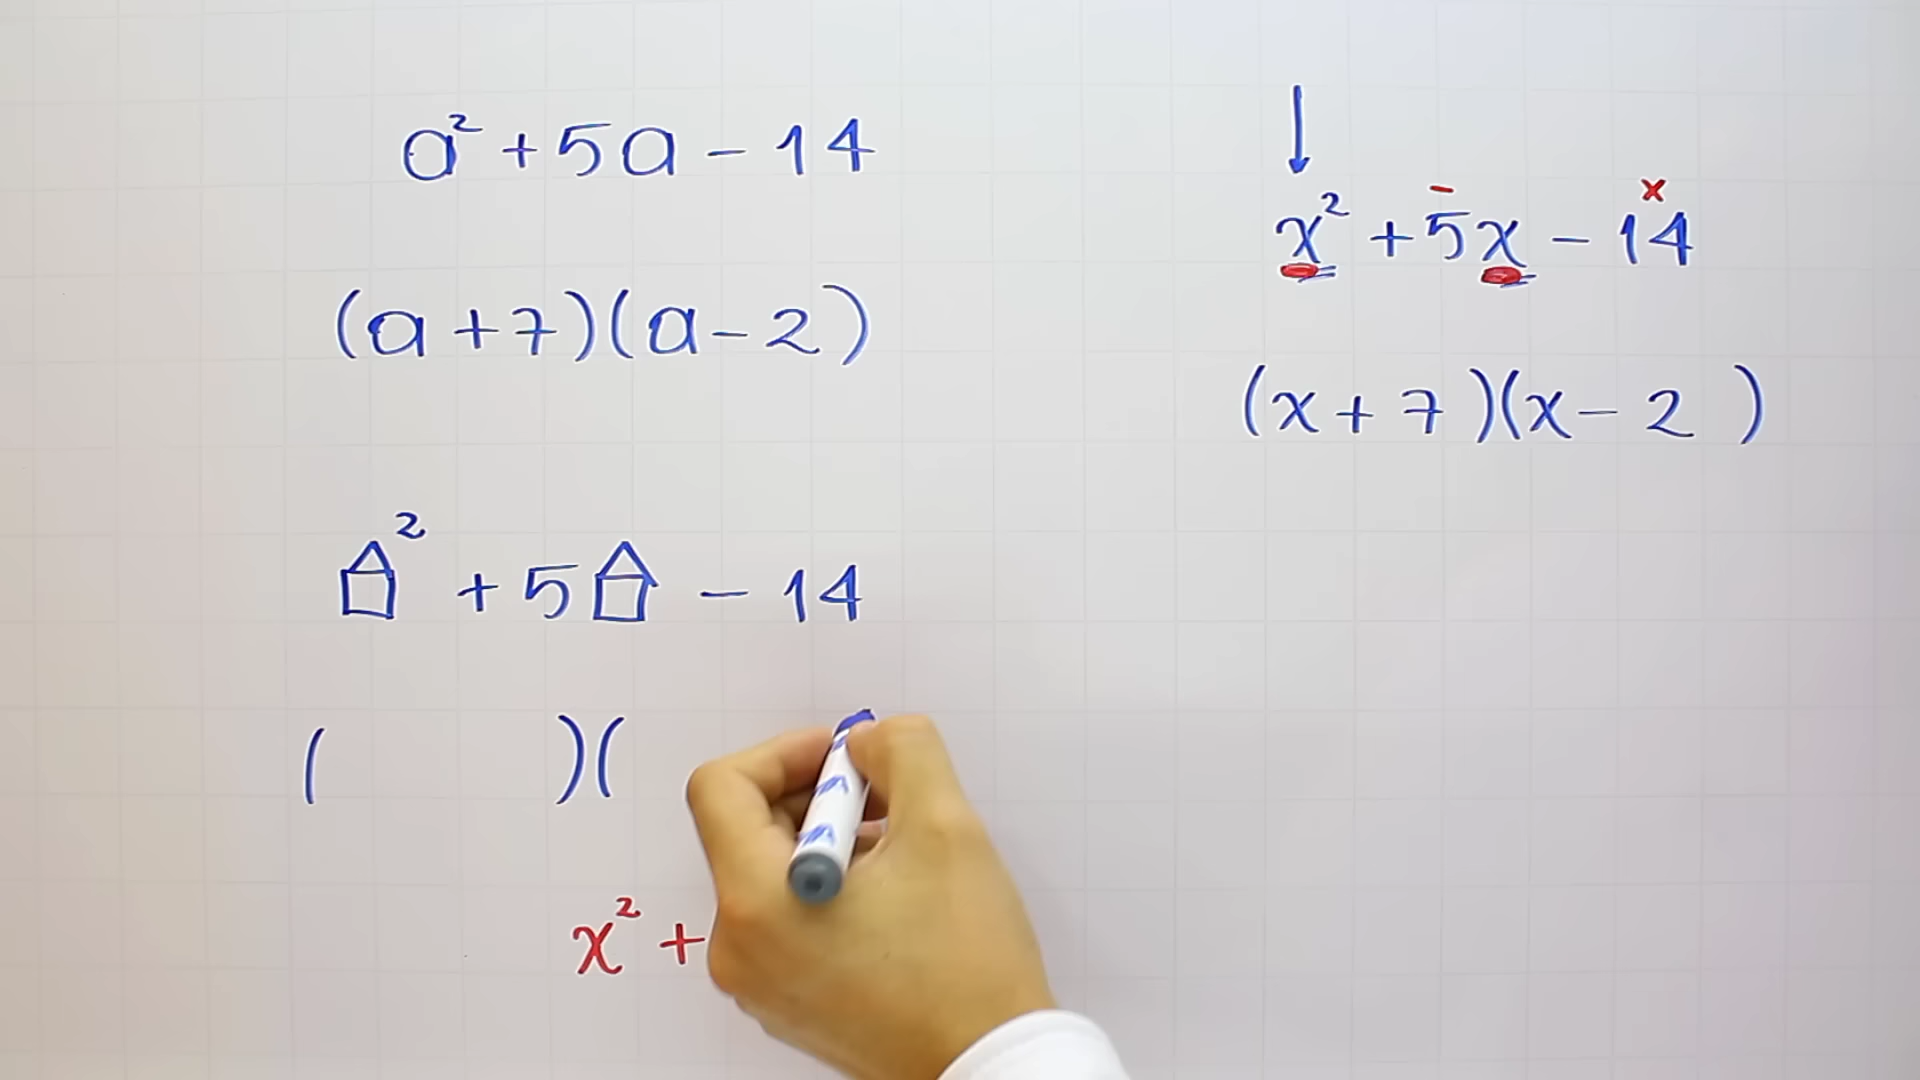 a² + 5a - 14
(a + 7)(a - 2)
⌂² + 5⌂ - 14
( )(
x² +
x² + 5x - 14
- x
(x + 7)(x - 2)